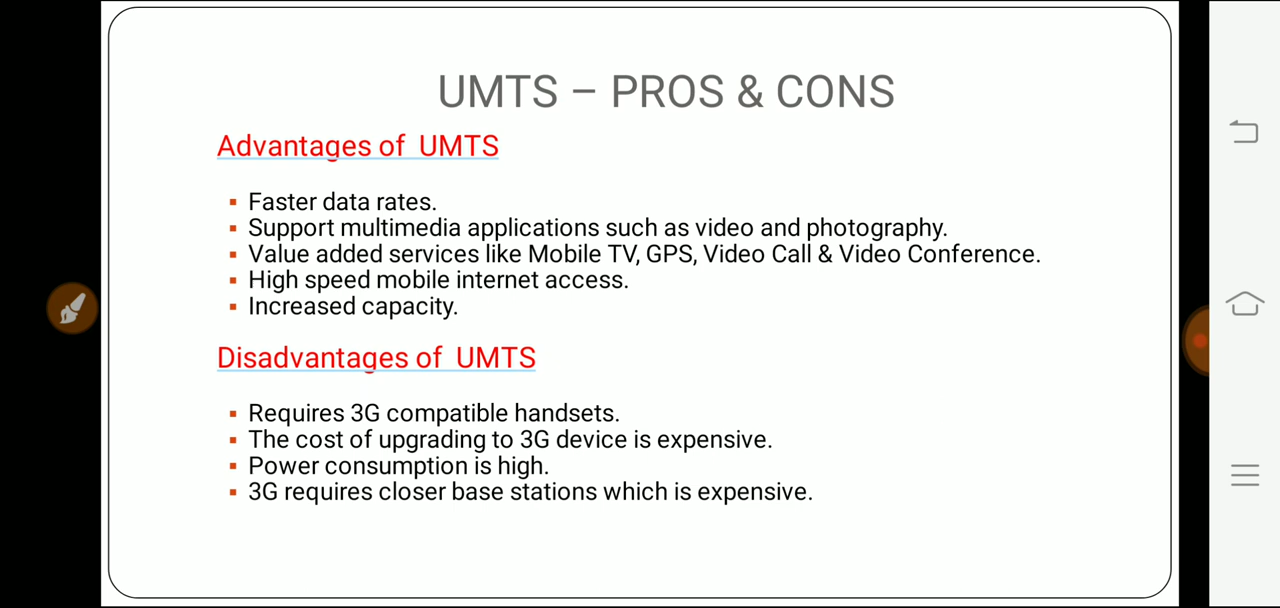 UMTS – PROS & CONS
Advantages of UMTS
▪ Faster data rates.
▪ Support multimedia applications such as video and photography.
▪ Value added services like Mobile TV, GPS, Video Call & Video Conference.
▪ High speed mobile internet access.
▪ Increased capacity.
Disadvantages of UMTS
▪ Requires 3G compatible handsets.
▪ The cost of upgrading to 3G device is expensive.
▪ Power consumption is high.
▪ 3G requires closer base stations which is expensive.